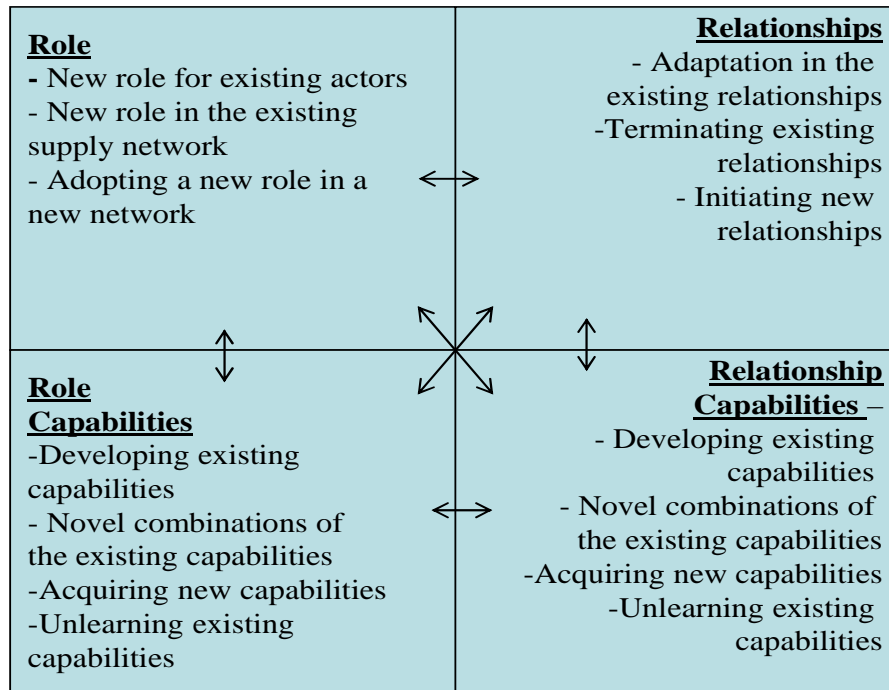 Role
- New role for existing actors
- New role in the existing
supply network
- Adopting a new role in a
new network
Relationships
- Adaptation in the
existing relationships
-Terminating existing
relationships
- Initiating new
relationships
Role
Capabilities
-Developing existing
capabilities
- Novel combinations of
the existing capabilities
-Acquiring new capabilities
-Unlearning existing
capabilities
Relationship
Capabilities –
- Developing existing
capabilities
- Novel combinations of
the existing capabilities
-Acquiring new capabilities
-Unlearning existing
capabilities